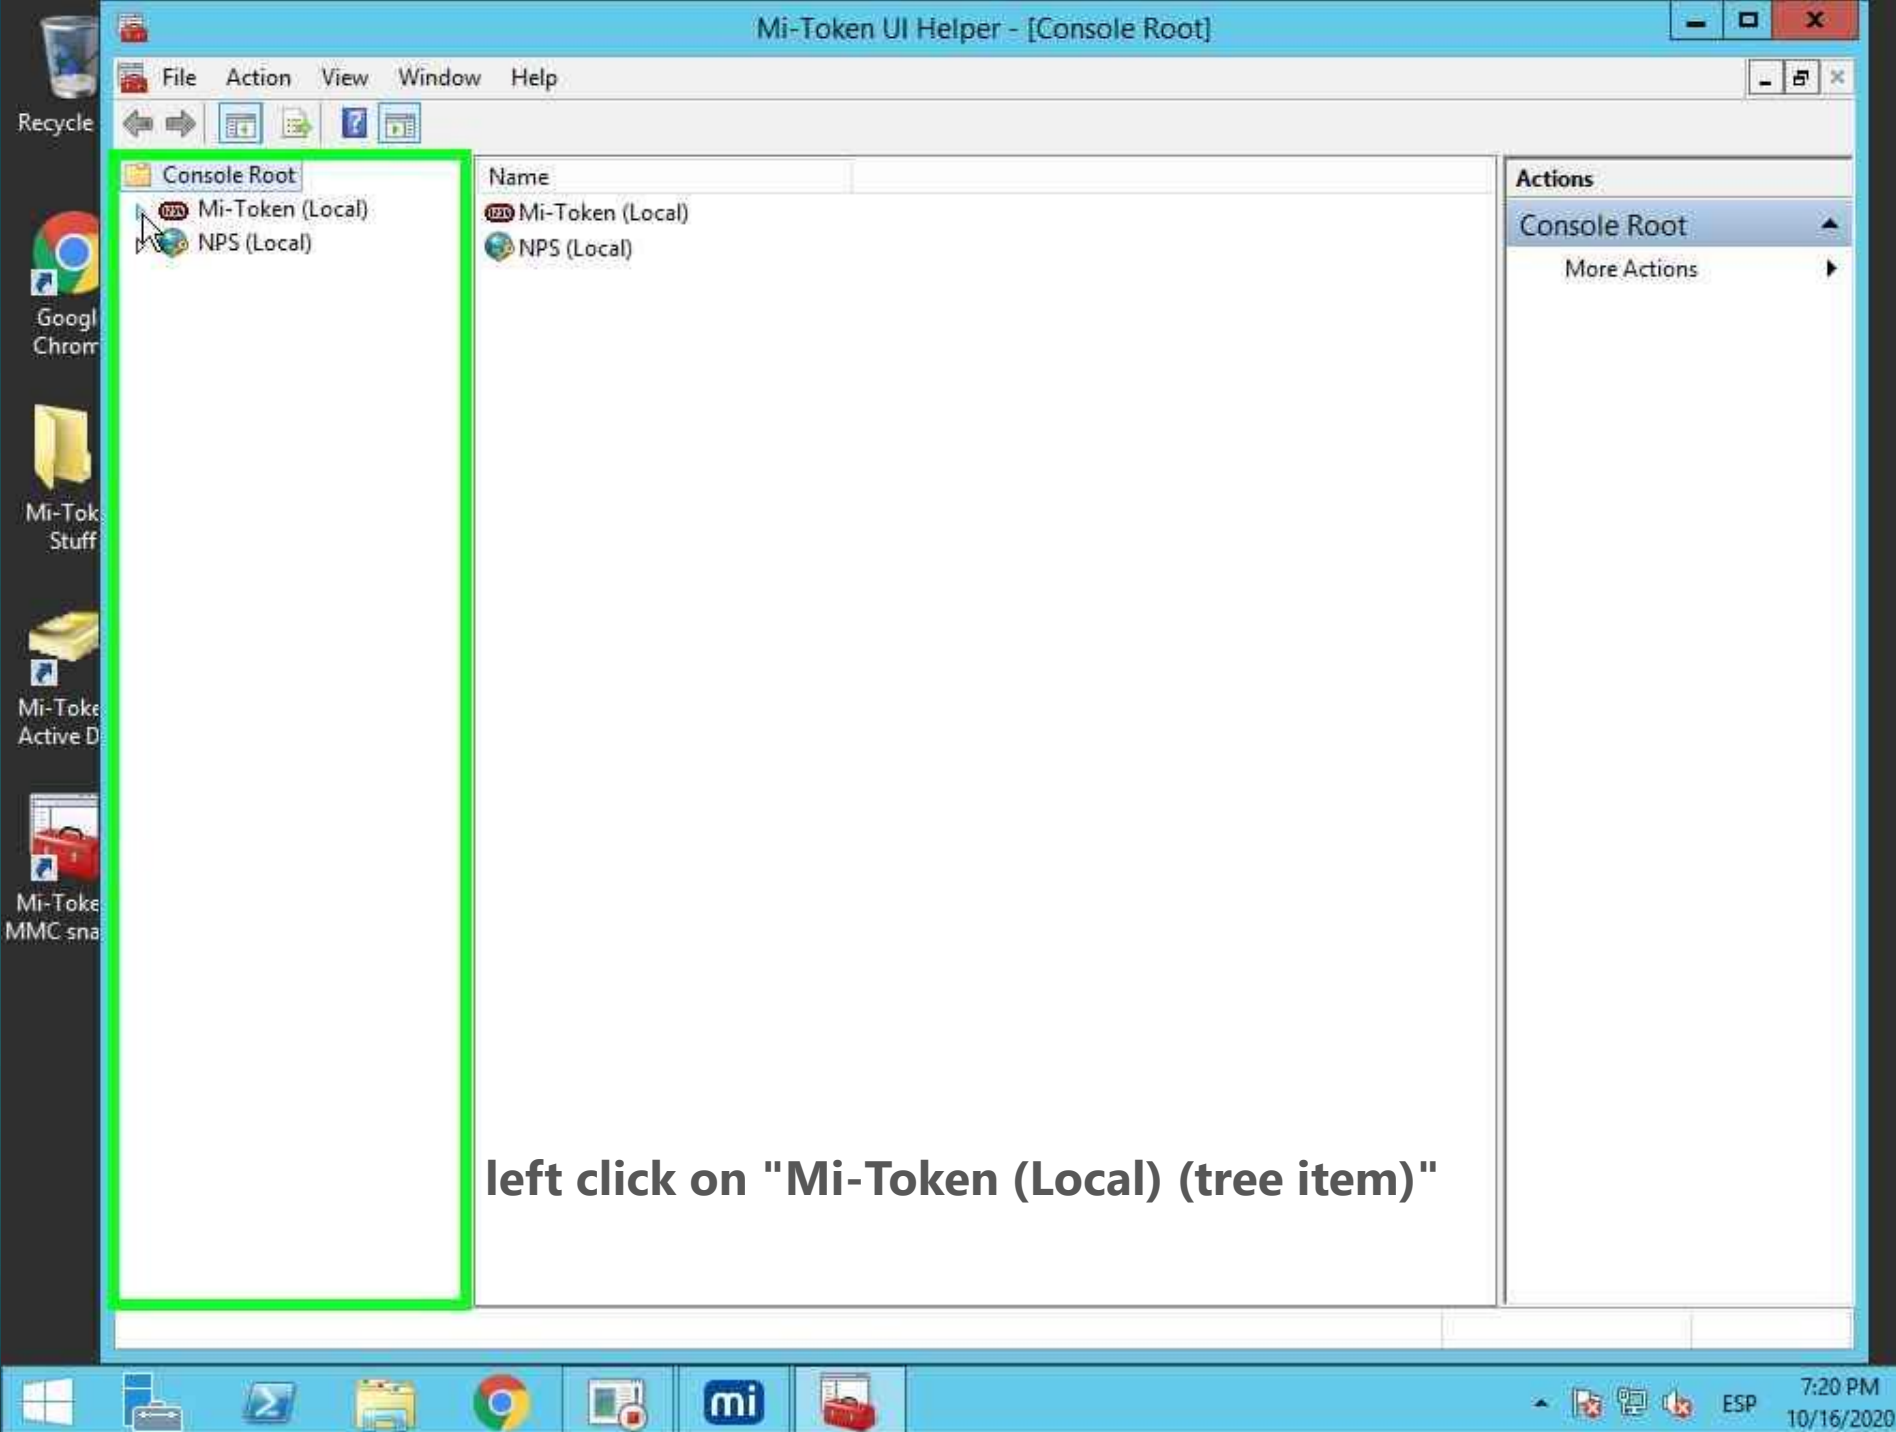 Mi-Token UI Helper - [Console Root]
File Action View Window Help
Recycle
Console Root
Mi-Token (Local)
NPS (Local)
Name
Mi-Token (Local)
NPS (Local)
Actions
Console Root
More Actions
Googl
Chrom
Mi-Tok
Stuff
Mi-Toke
Active D
Mi-Toke
MMC sna
left click on "Mi-Token (Local) (tree item)"
mi
ESP
7:20 PM
10/16/2020